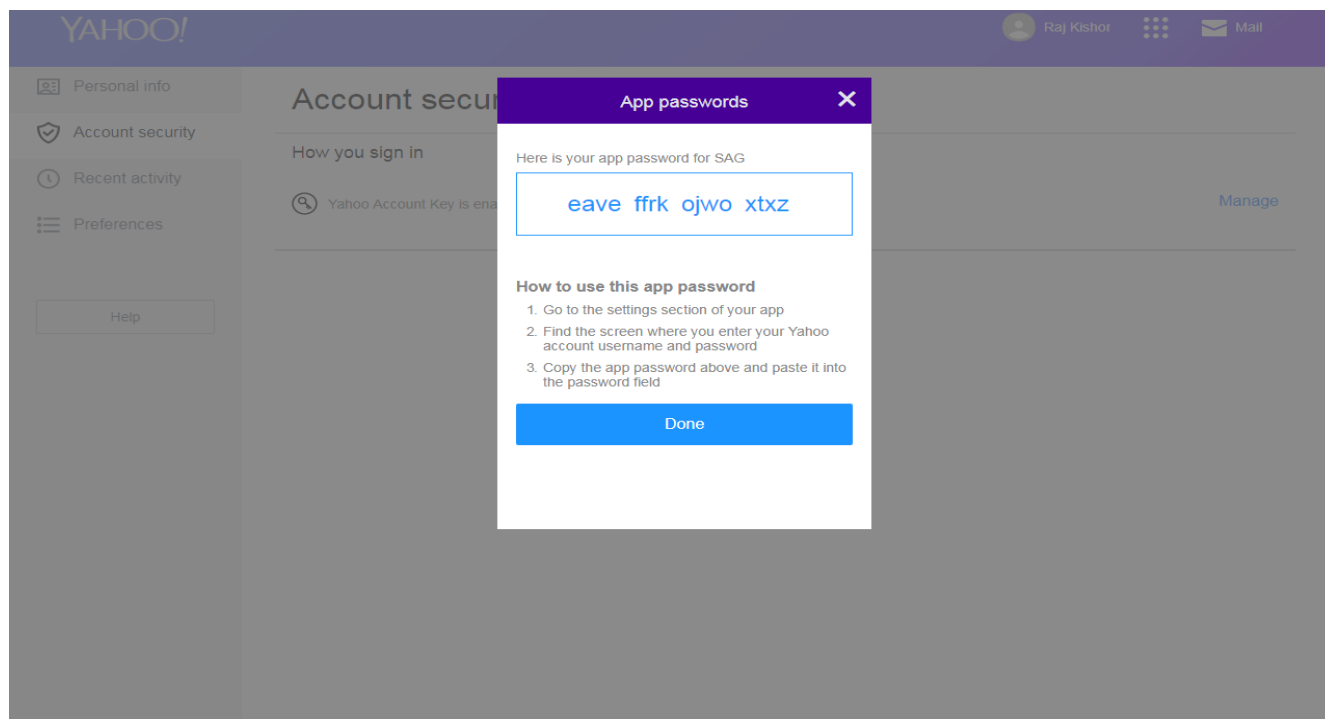 YAHOO!
Raj Kishor
Mail
Personal info
Account security
Recent activity
Preferences
Help
Account secur
How you sign in
Yahoo Account Key is ena
Manage
App passwords
Here is your app password for SAG
eave ffrk ojwo xtxz
How to use this app password
1. Go to the settings section of your app
2. Find the screen where you enter your Yahoo
account username and password
3. Copy the app password above and paste it into
the password field
Done